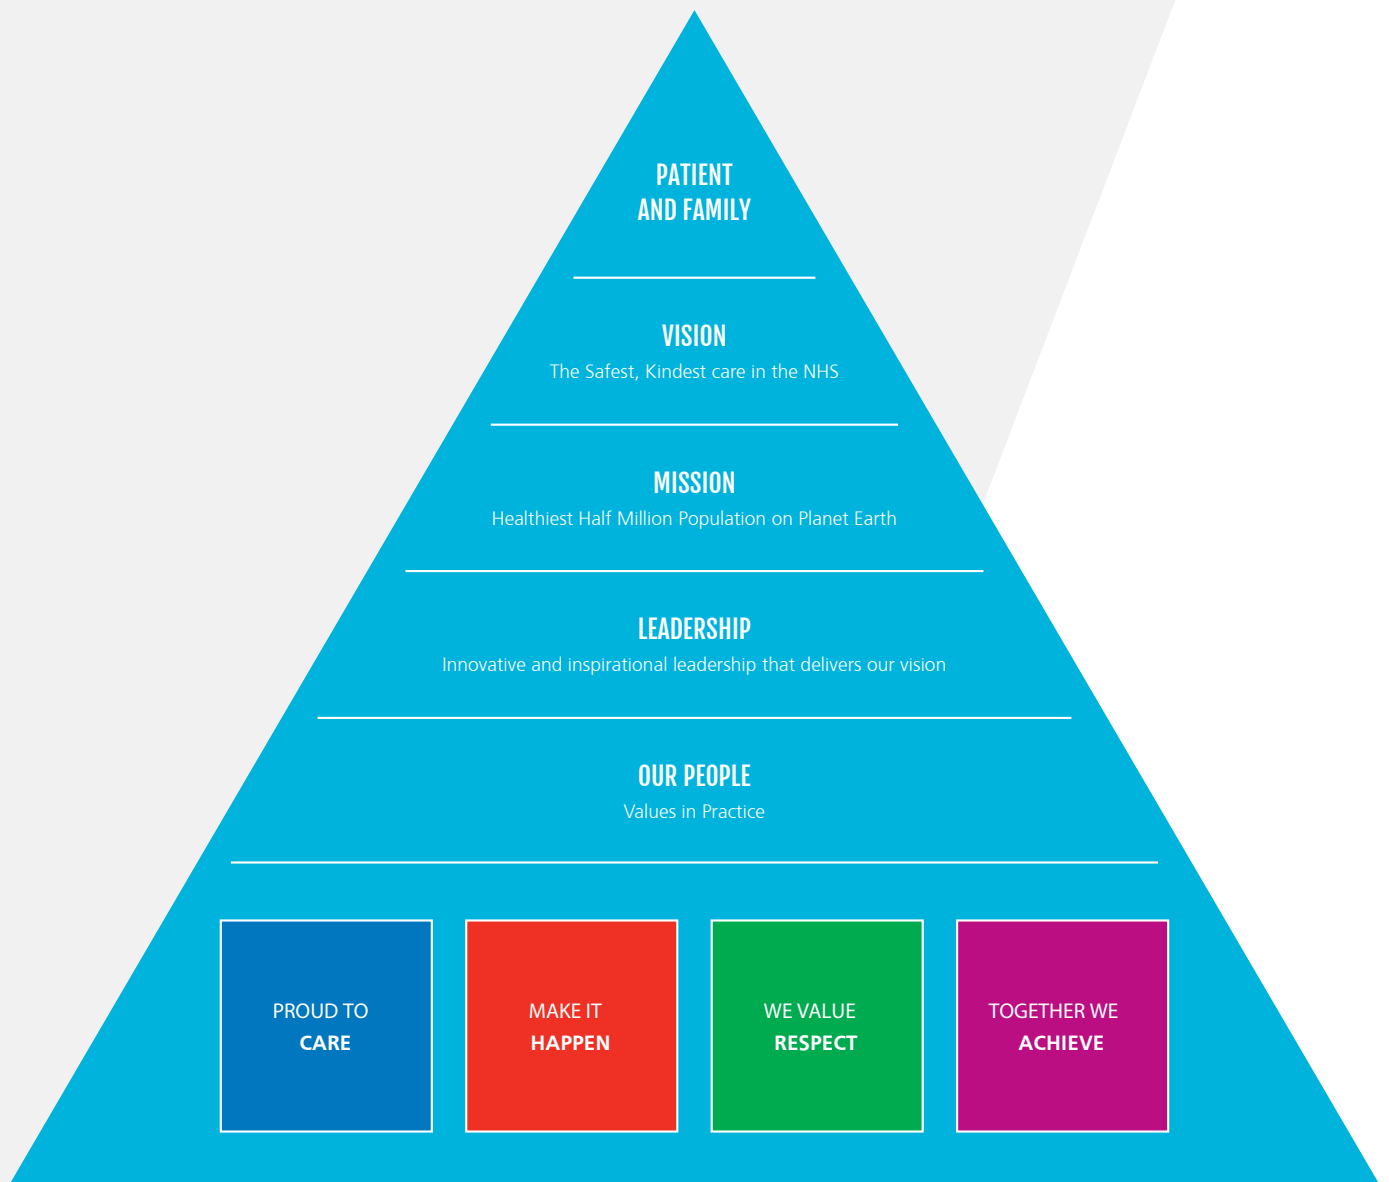 PATIENT
AND FAMILY
VISION
The Safest, Kindest care in the NHS
MISSION
Healthiest Half Million Population on Planet Earth
LEADERSHIP
Innovative and inspirational leadership that delivers our vision
OUR PEOPLE
Values in Practice
PROUD TO
CARE
MAKE IT
HAPPEN
WE VALUE
RESPECT
TOGETHER WE
ACHIEVE